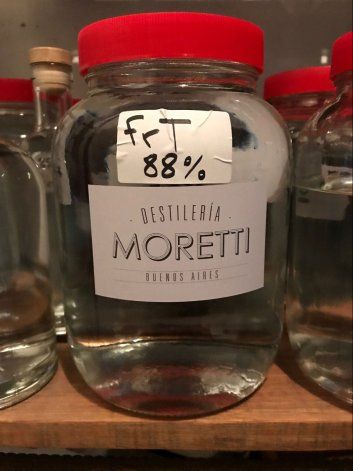 FrT
88%
· DESTILERÍA ·
MORETTI
BUENOS AIRES